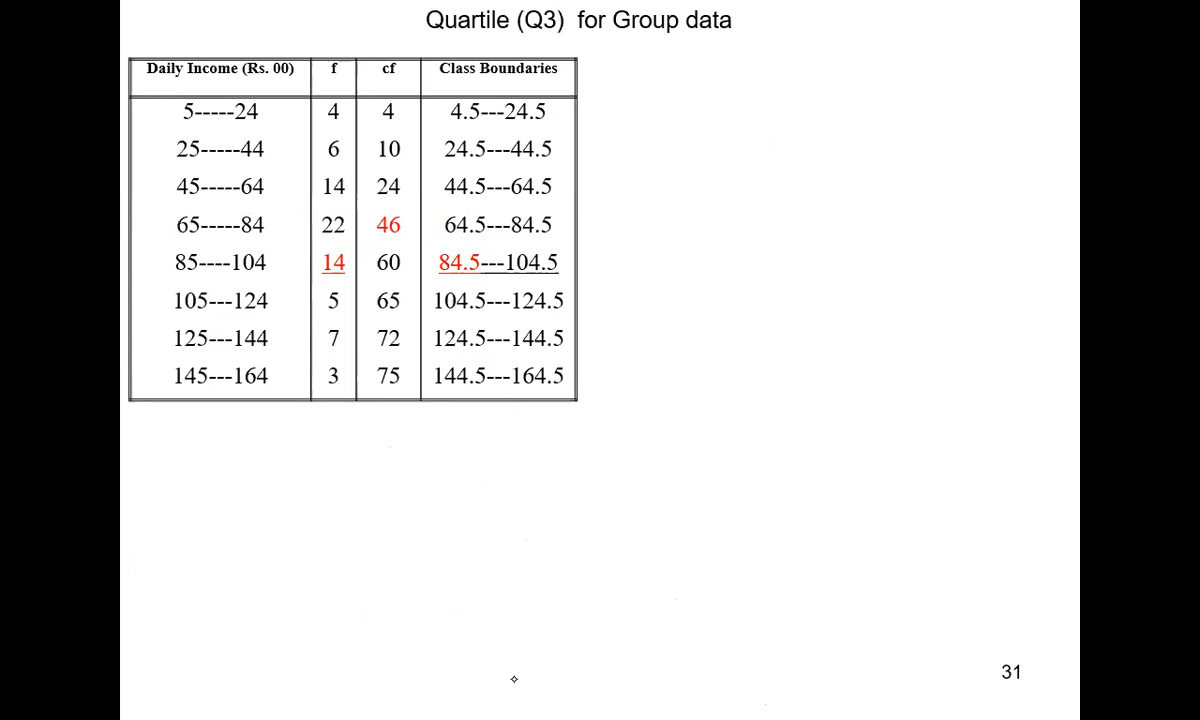 Quartile (Q3) for Group data
Daily Income (Rs. 00) f cf Class Boundaries
5-----24 4 4 4.5---24.5
25-----44 6 10 24.5---44.5
45-----64 14 24 44.5---64.5
65-----84 22 46 64.5---84.5
85----104 14 60 84.5---104.5
105---124 5 65 104.5---124.5
125---144 7 72 124.5---144.5
145---164 3 75 144.5---164.5
31